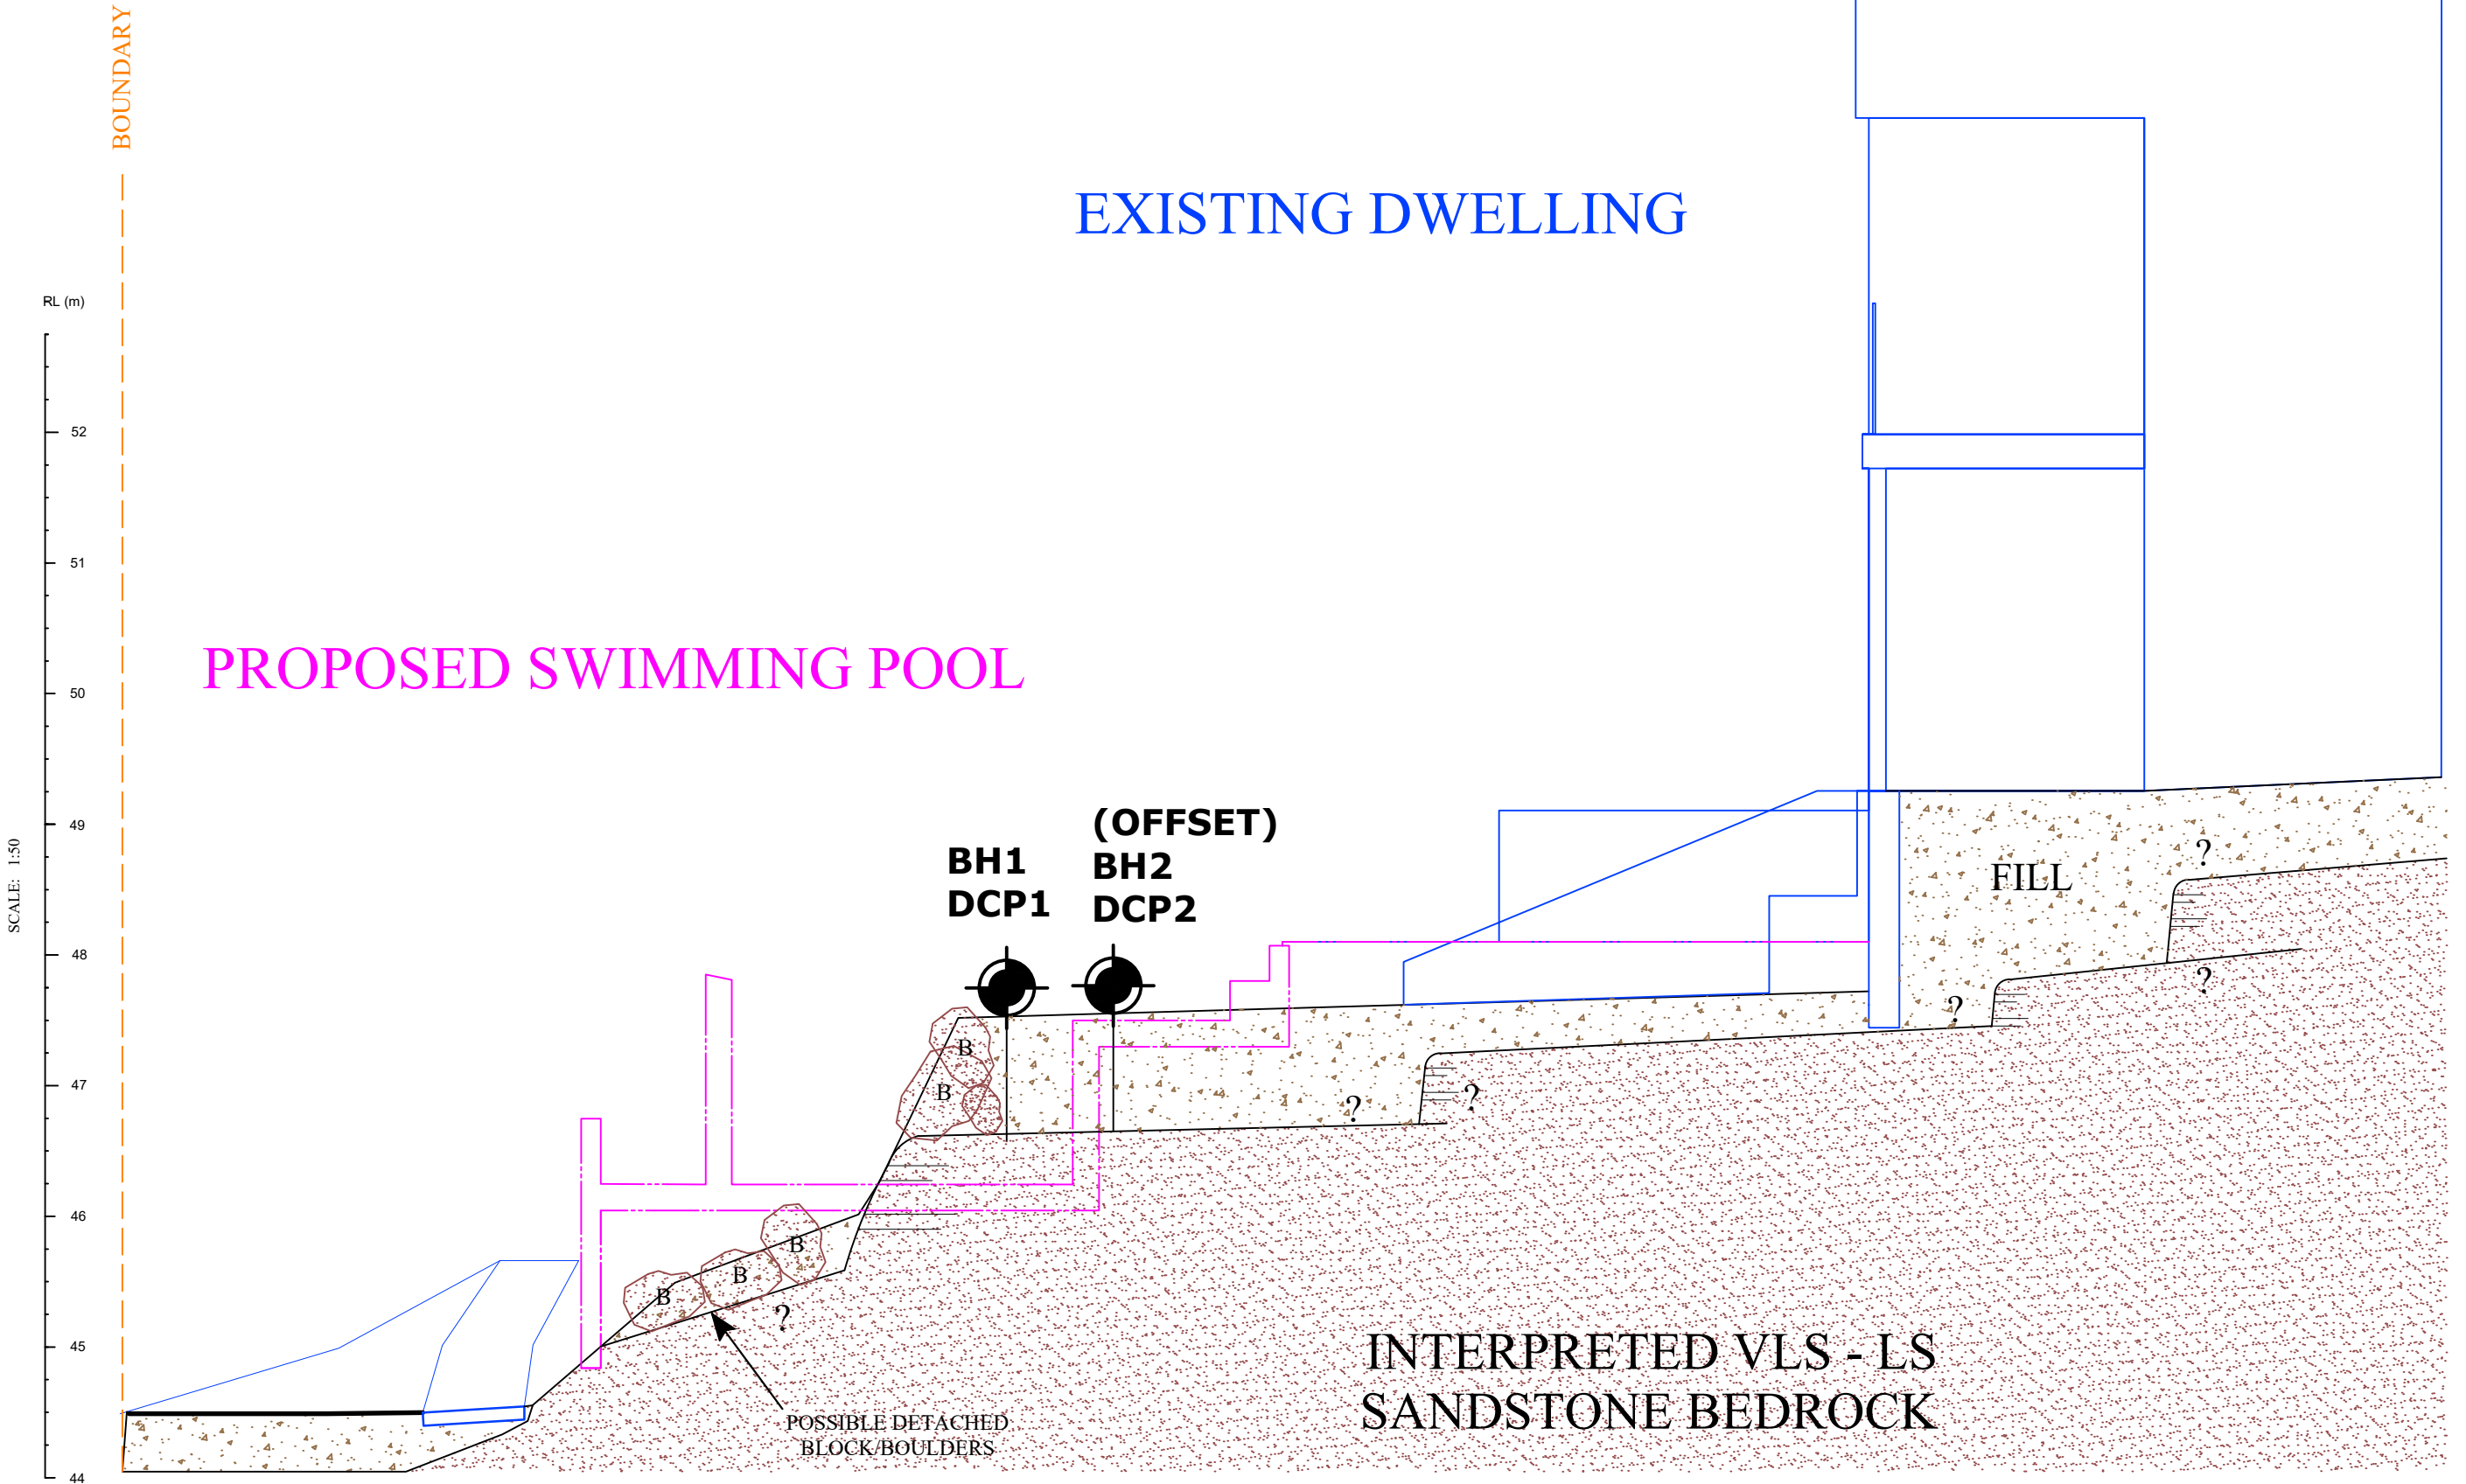 BOUNDARY
EXISTING DWELLING
RL (m)
52
51
PROPOSED SWIMMING POOL
50
49
(OFFSET)
BH1
BH2
DCP1
DCP2
SCALE: 1:50
FILL
?
48
?
?
B
47
B
?
?
46
B
B
B
?
45
INTERPRETED VLS - LS
SANDSTONE BEDROCK
POSSIBLE DETACHED
BLOCK/BOULDERS
44